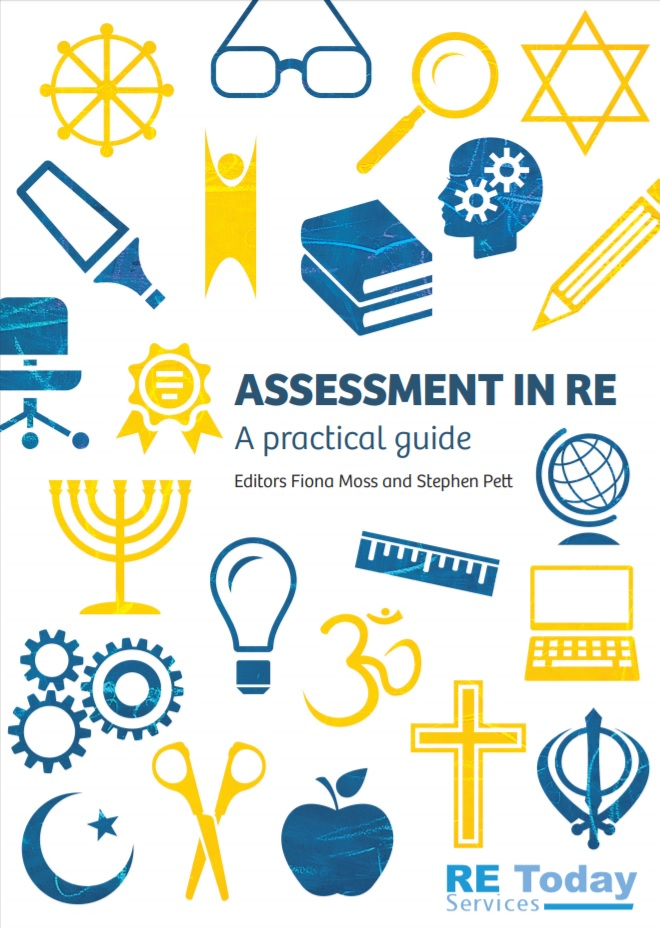 ASSESSMENT IN RE
A practical guide
Editors Fiona Moss and Stephen Pett
RE Today
Services